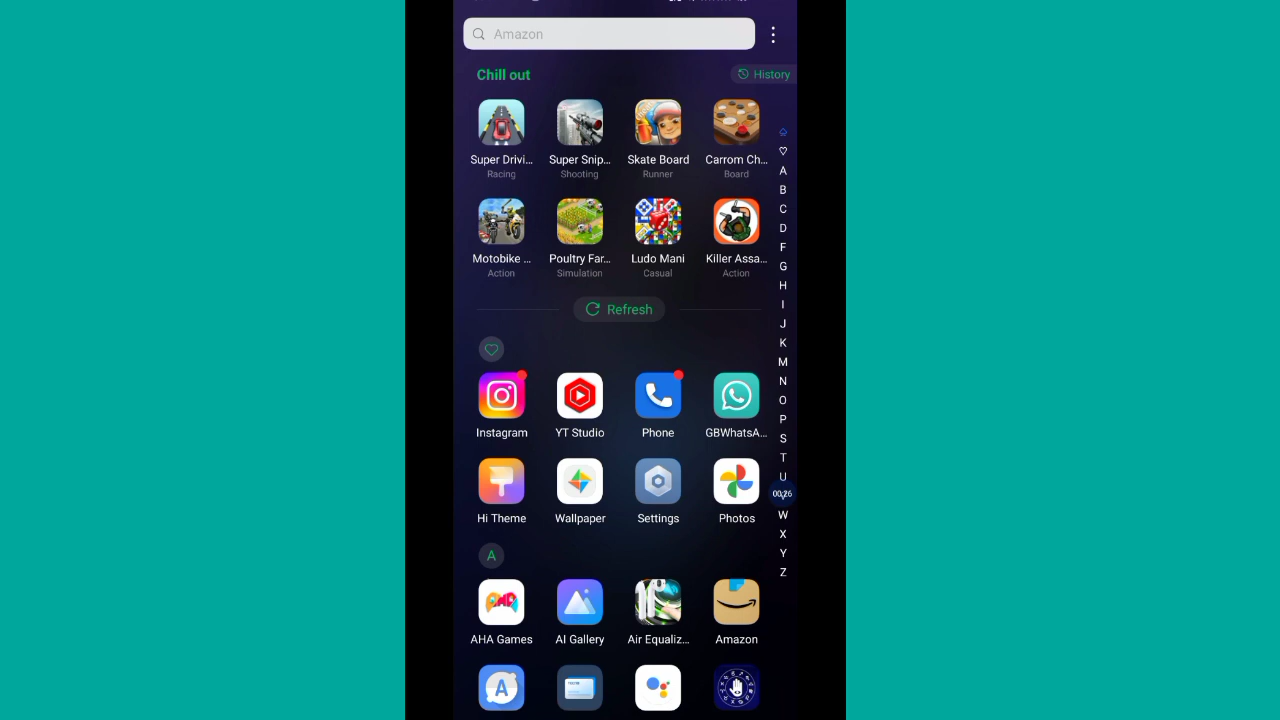 Amazon
Chill out
History
Super Drivi...
Super Snip...
Skate Board
Carrom Ch...
Racing
Shooting
Runner
Board
Motobike ...
Poultry Far...
Ludo Mani
Killer Assa...
Action
Simulation
Casual
Action
Refresh
Instagram
YT Studio
Phone
GBWhatsA...
Hi Theme
Wallpaper
Settings
Photos
A
AHA Games
AI Gallery
Air Equaliz...
Amazon
A
B
C
D
F
G
H
I
J
K
M
N
O
P
S
T
U
00:26
W
X
Y
Z